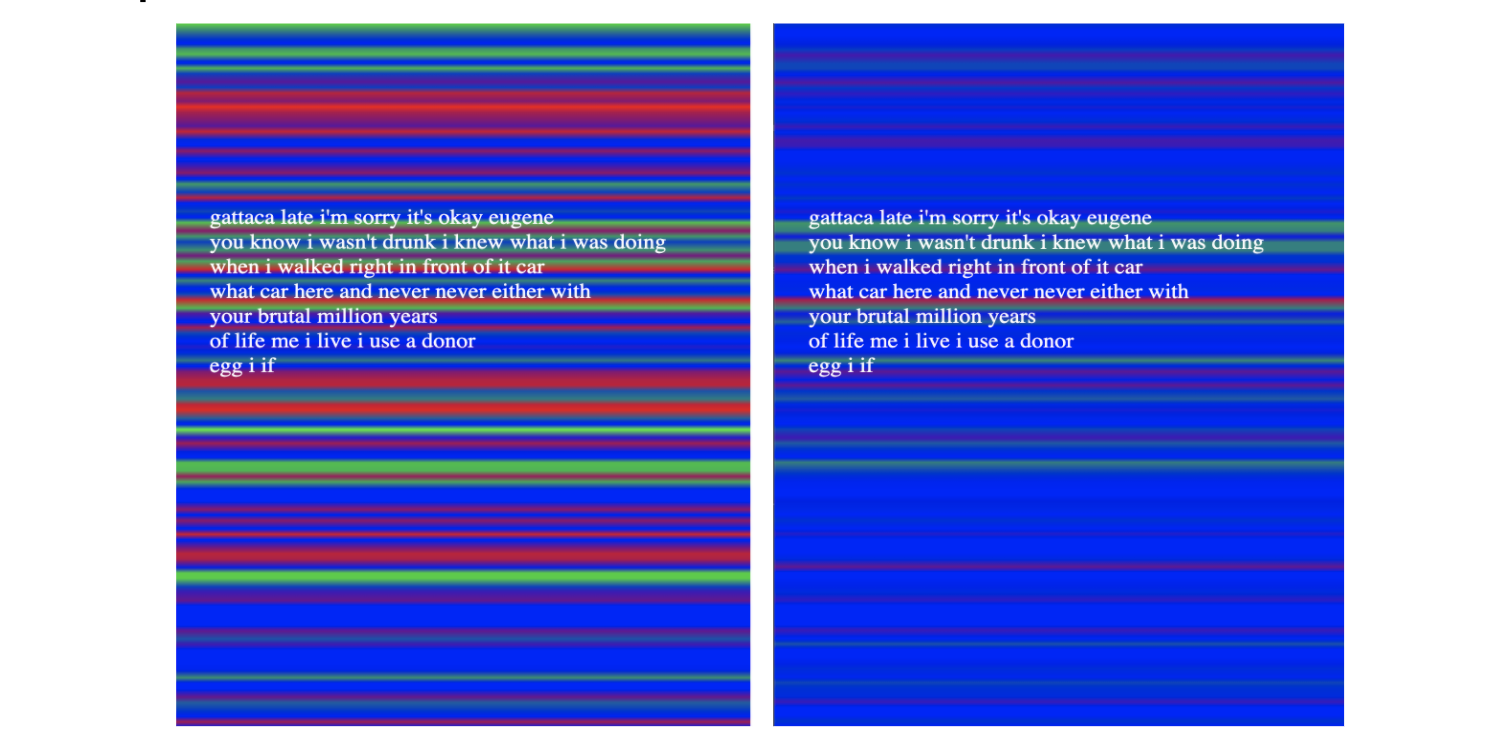 gattaca late i'm sorry it's okay eugene
you know i wasn't drunk i knew what i was doing
when i walked right in front of it car
what car here and never never either with
your brutal million years
of life me i live i use a donor
egg i if
gattaca late i'm sorry it's okay eugene
you know i wasn't drunk i knew what i was doing
when i walked right in front of it car
what car here and never never either with
your brutal million years
of life me i live i use a donor
egg i if